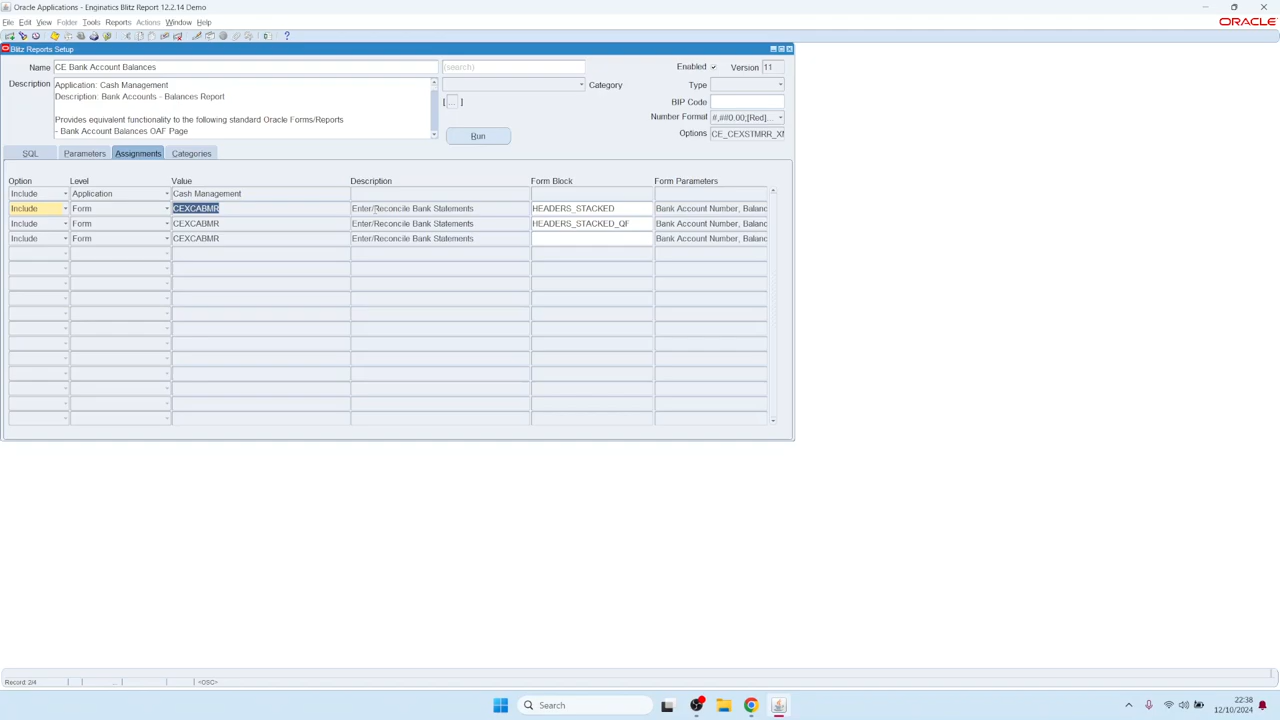 Oracle Applications - Enginatics Blitz Report 12.2.14 Demo
File Edit View Folder Tools Reports Actions Window Help
ORACLE
Blitz Reports Setup
Name CE Bank Account Balances (search) Enabled Version 11
Description Application: Cash Management Category Type
Description: Bank Accounts - Balances Report
[ ... ] BIP Code
Provides equivalent functionality to the following standard Oracle Forms/Reports
Number Format #,##0.00;[Red]...
- Bank Account Balances OAF Page
Run Options CE_CEXSTMRR_XM
SQL Parameters Assignments Categories
Option Level Value Description Form Block Form Parameters
Include Application Cash Management
Include Form CEXCABMR Enter/Reconcile Bank Statements HEADERS_STACKED Bank Account Number, Balanc
Include Form CEXCABMR Enter/Reconcile Bank Statements HEADERS_STACKED_QF Bank Account Number, Balanc
Include Form CEXCABMR Enter/Reconcile Bank Statements Bank Account Number, Balanc
Record: 2/4 ... <OSC>
Search
22:38
12/10/2024